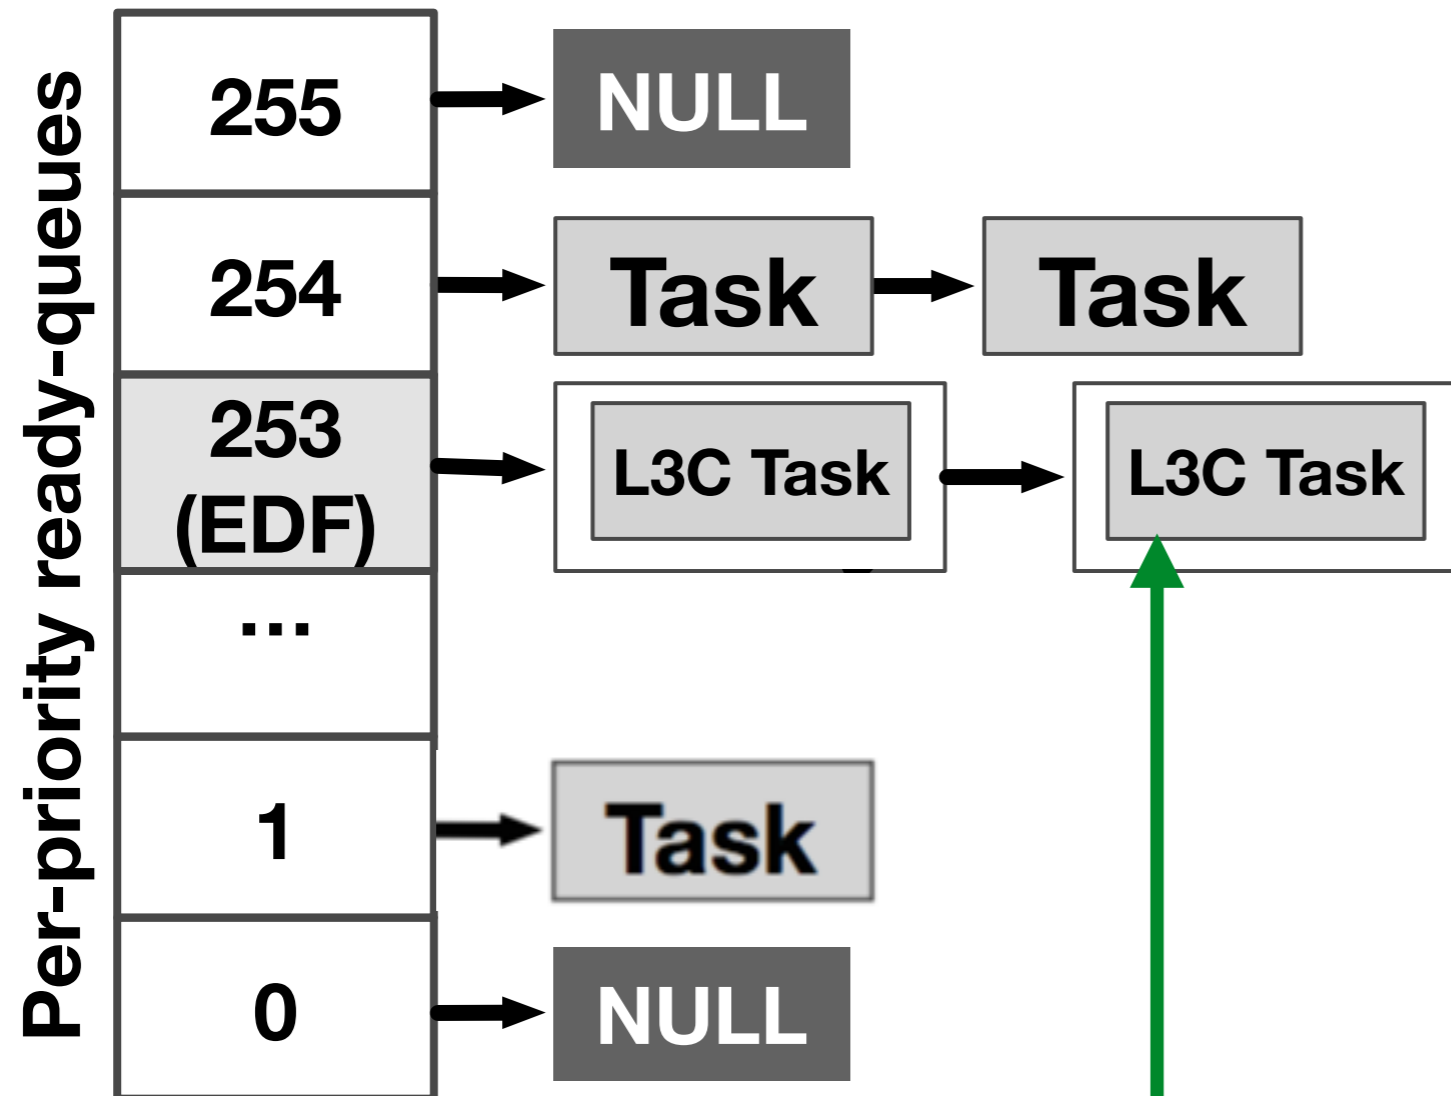 Per-priority ready-queues
255
NULL
254
Task
Task
253
(EDF)
L3C Task
L3C Task
...
1
Task
0
NULL